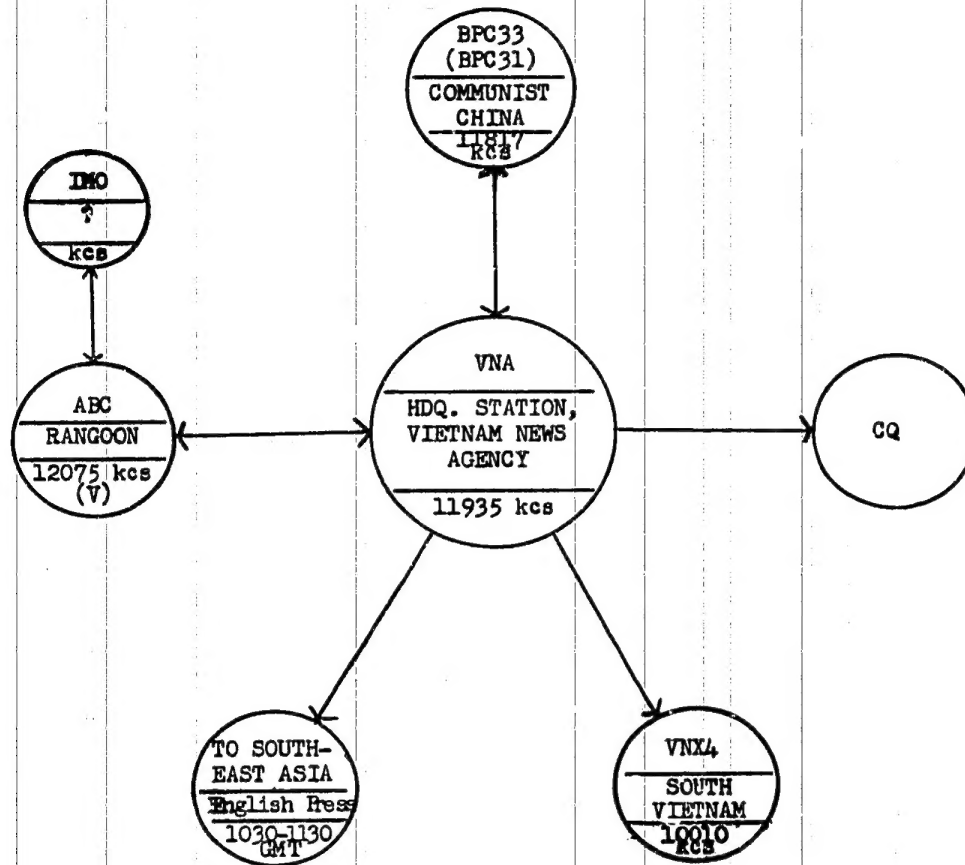 BPC33
(BPC31)
COMMUNIST
CHINA
11817
kcs
IMO
?
kcs
ABC
RANGOON
12075 kcs
(V)
VNA
HDQ. STATION,
VIETNAM NEWS
AGENCY
11935 kcs
CQ
TO SOUTH-
EAST ASIA
English Press
1030-1130
GMT
VNX4
SOUTH
VIETNAM
10010
kcs